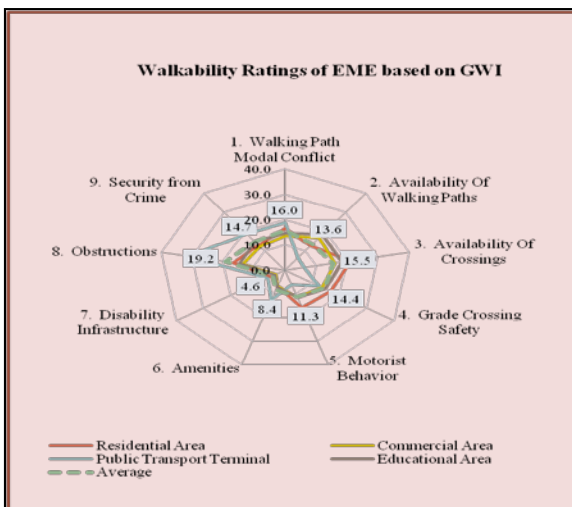 Walkability Ratings of EME based on GWI
1. Walking Path
Modal Conflict
40.0
30.0
20.0
10.0
0.0
2. Availability Of
Walking Paths
3. Availability Of
Crossings
4. Grade Crossing
Safety
5. Motorist
Behavior
6. Amenities
7. Disability
Infrastructure
8. Obstructions
9. Security from
Crime
16.0
13.6
15.5
14.4
11.3
8.4
4.6
19.2
14.7
Residential Area
Commercial Area
Public Transport Terminal
Educational Area
Average